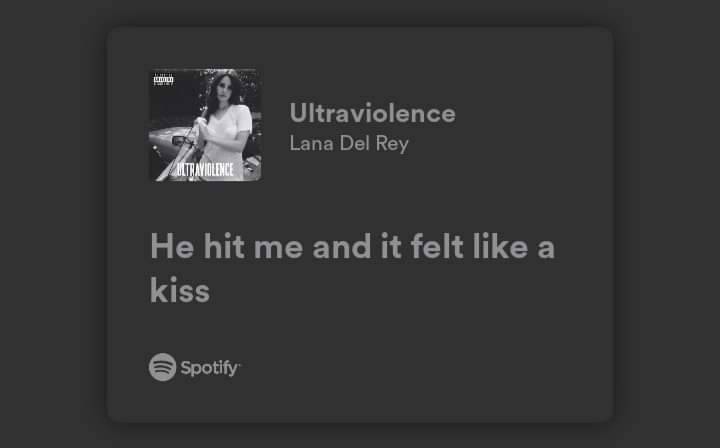 ULTRAVIOLENCE
Ultraviolence
Lana Del Rey
He hit me and it felt like a
kiss
Spotify